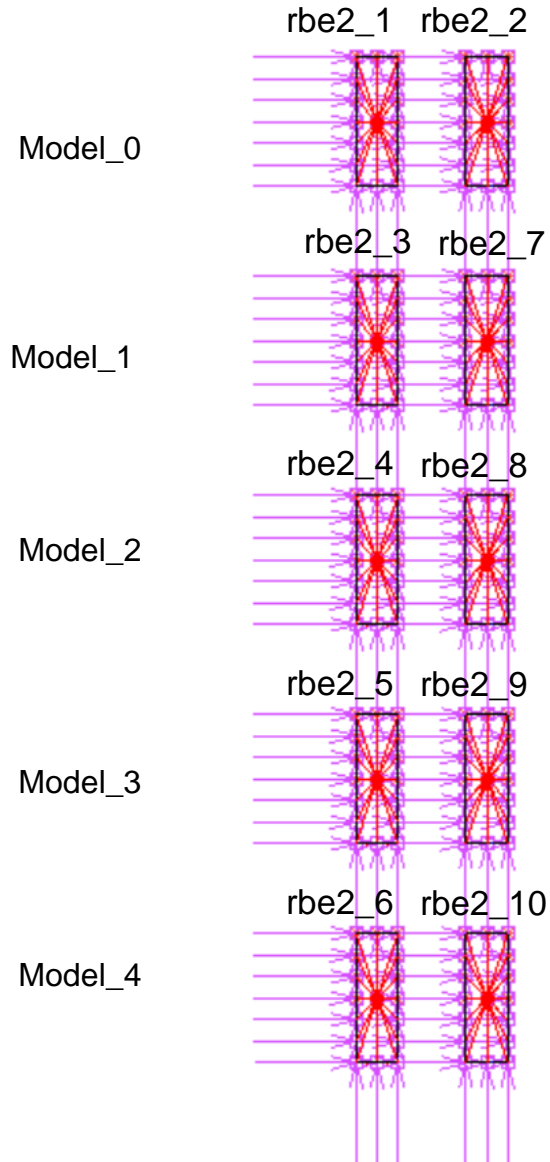 rbe2_1 rbe2_2
Model_0
rbe2_3 rbe2_7
Model_1
rbe2_4 rbe2_8
Model_2
rbe2_5 rbe2_9
Model_3
rbe2_6 rbe2_10
Model_4